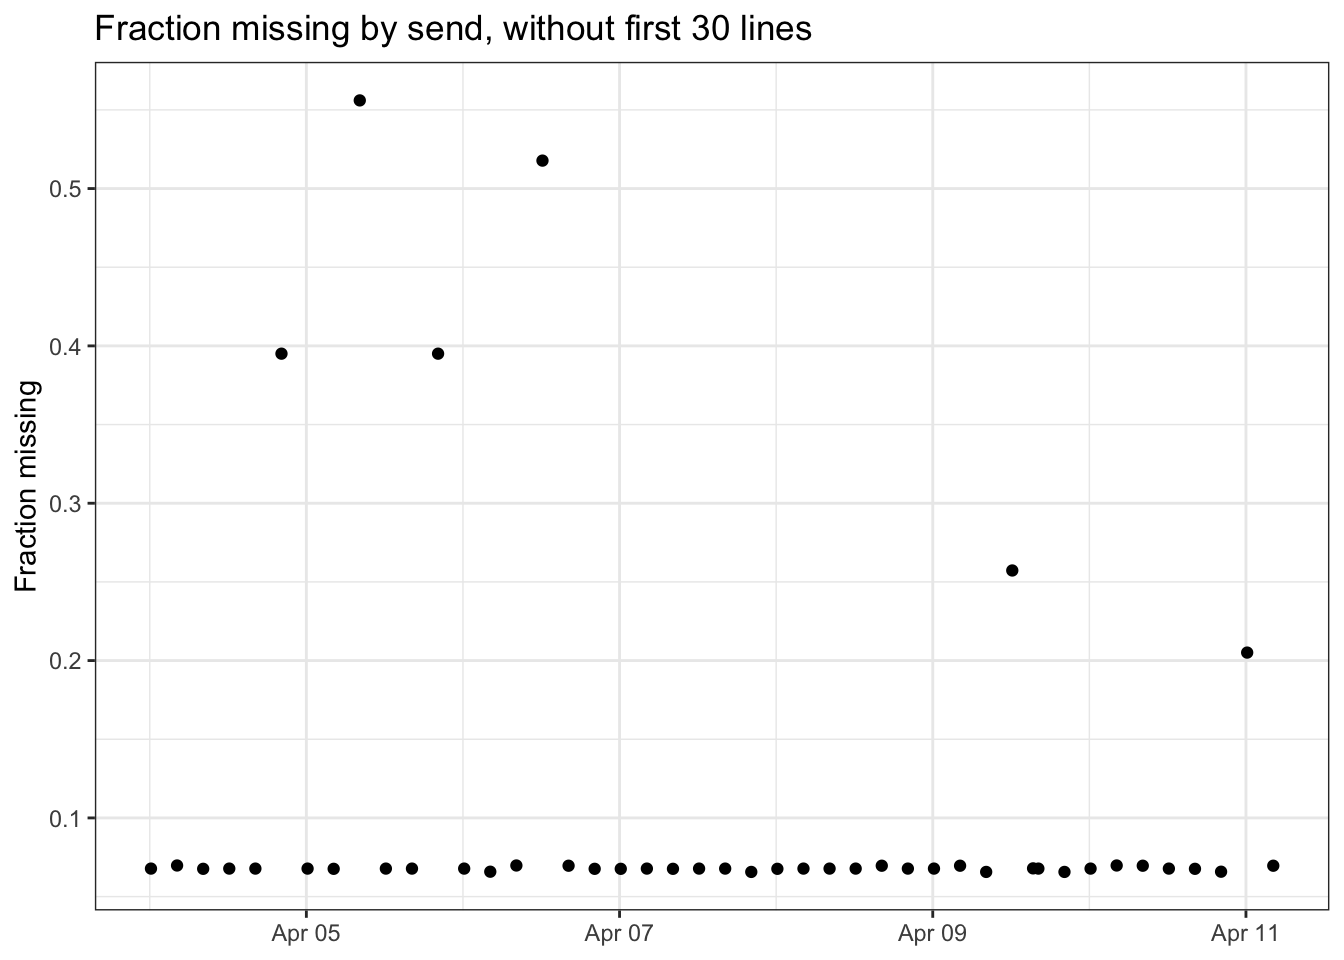 Fraction missing by send, without first 30 lines
Fraction missing
0.5
0.4
0.3
0.2
0.1
Apr 05
Apr 07
Apr 09
Apr 11